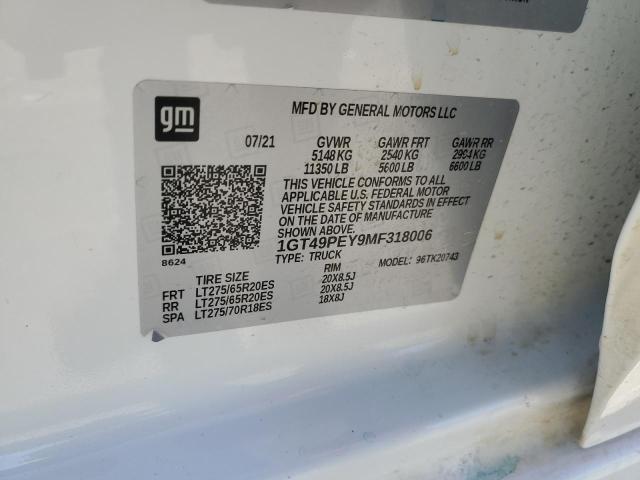 gm
MFD BY GENERAL MOTORS LLC
07/21 GVWR GAWR FRT GAWR RR
5148 KG 2540 KG 2994 KG
11350 LB 5600 LB 6600 LB
THIS VEHICLE CONFORMS TO ALL
APPLICABLE U.S. FEDERAL MOTOR
VEHICLE SAFETY STANDARDS IN EFFECT
ON THE DATE OF MANUFACTURE
SHOWN ABOVE.
1GT49PEY9MF318006
8624
TYPE: TRUCK MODEL: 96TK20743
TIRE SIZE RIM
FRT LT275/65R20ES 20X8.5J
RR LT275/65R20ES 20X8.5J
SPA LT275/70R18ES 18X8J